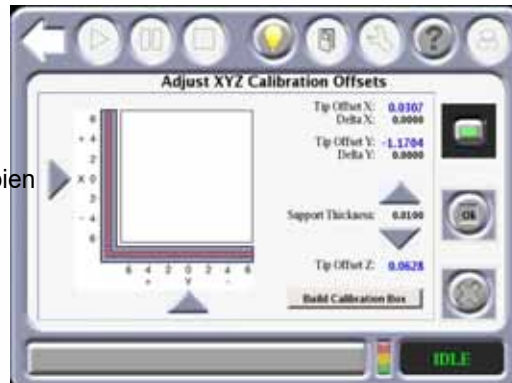 Adjust XYZ Calibration Offsets
Tip Offset X: 0.0307
Delta X: 0.0000
Tip Offset Y: -1.1704
Delta Y: 0.0000
Support Thickness: 0.0100
Tip Offset Z: 0.0628
Build Calibration Box
OK
6
+ 4
2
X 0
2
- 4
6
6 4 2 0 2 4 6
+ Y -
IDLE
?
bien